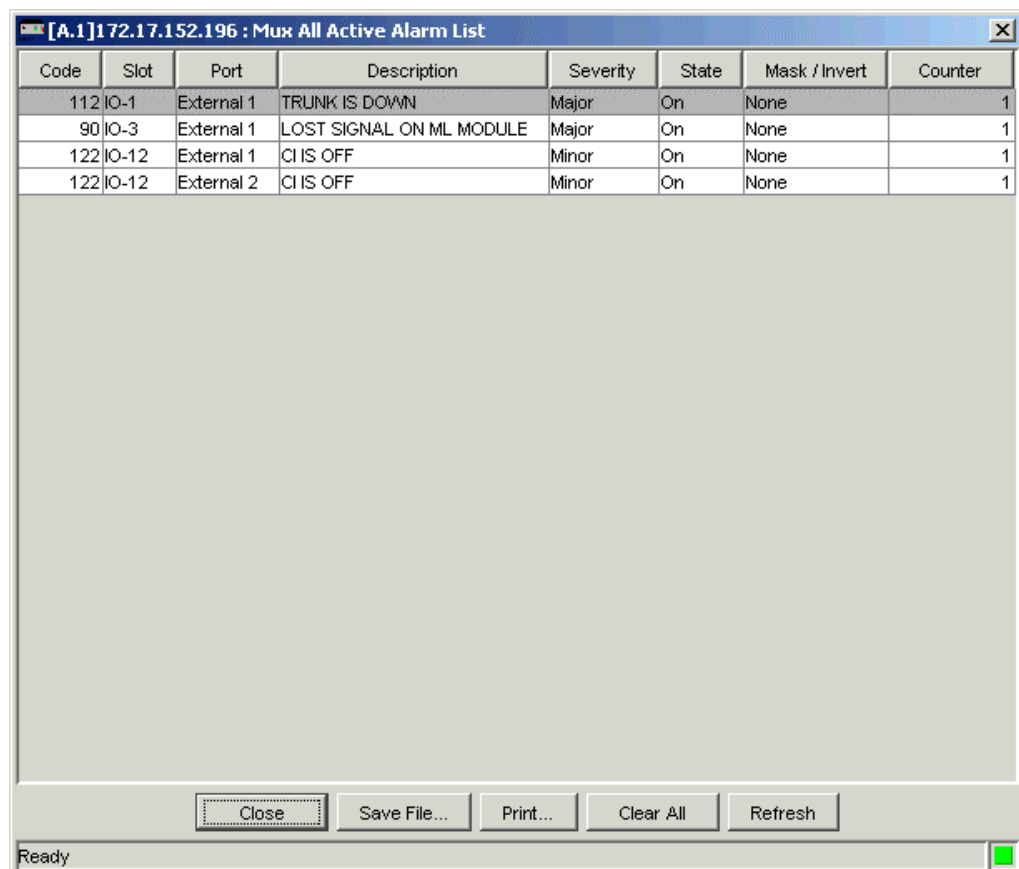 [A.1]172.17.152.196 : Mux All Active Alarm List
Code Slot Port Description Severity State Mask / Invert Counter
112 IO-1 External 1 TRUNK IS DOWN Major On None 1
90 IO-3 External 1 LOST SIGNAL ON ML MODULE Major On None 1
122 IO-12 External 1 CI IS OFF Minor On None 1
122 IO-12 External 2 CI IS OFF Minor On None 1
Close Save File... Print... Clear All Refresh
Ready